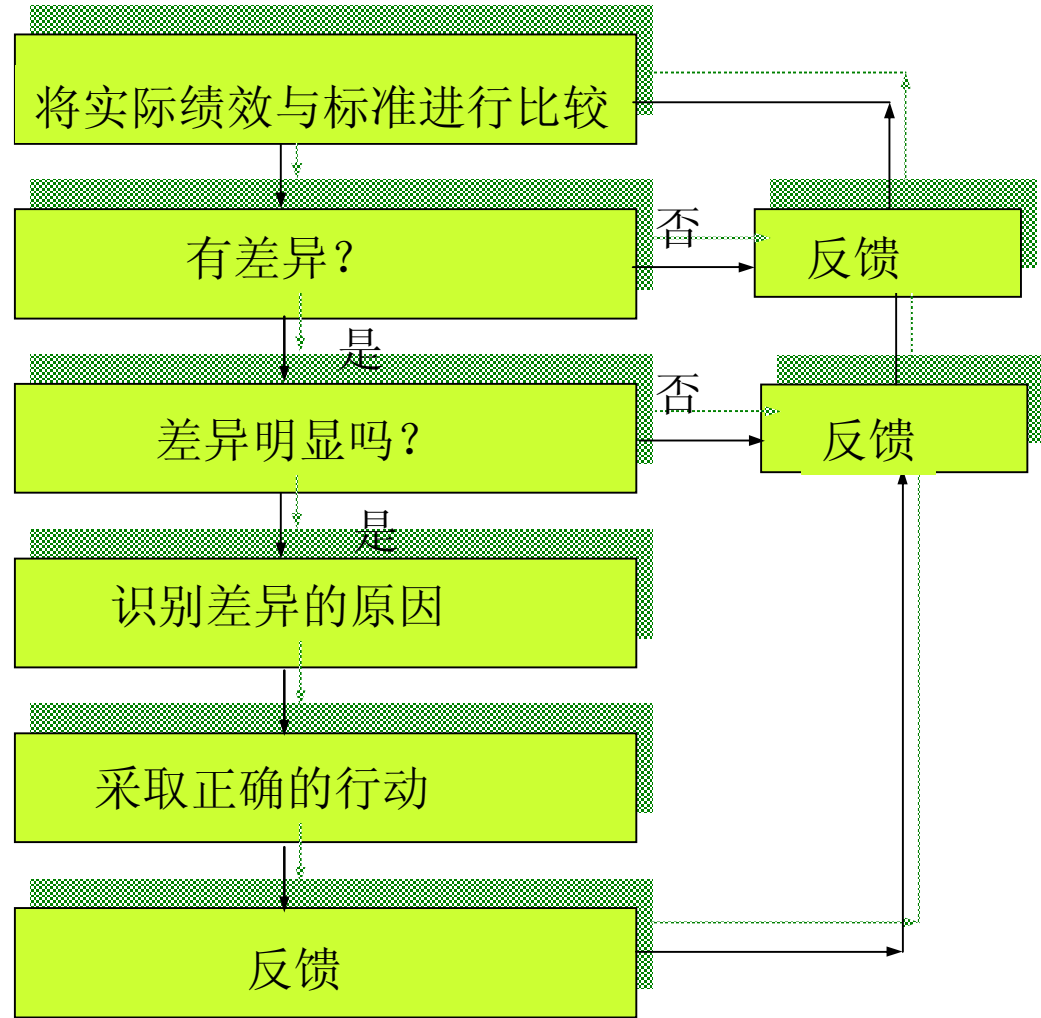 将实际绩效与标准进行比较
有差异？
否
反馈
是
差异明显吗？
否
反馈
是
识别差异的原因
采取正确的行动
反馈